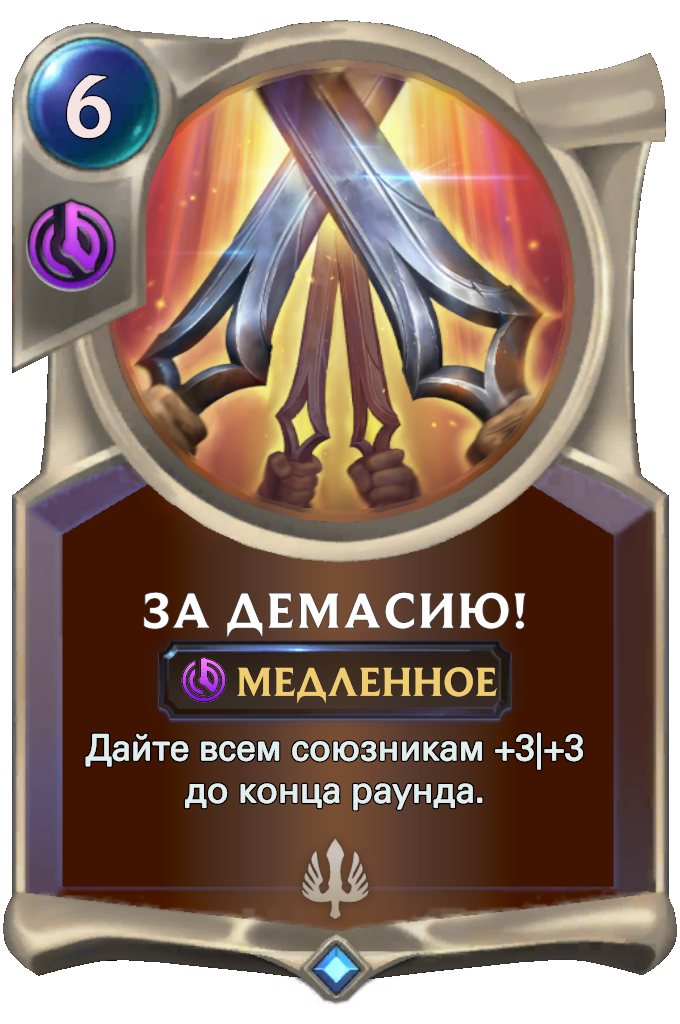 6
ЗА ДЕМАСИЮ!
МЕДЛЕННОЕ
Дайте всем союзникам +3|+3
до конца раунда.